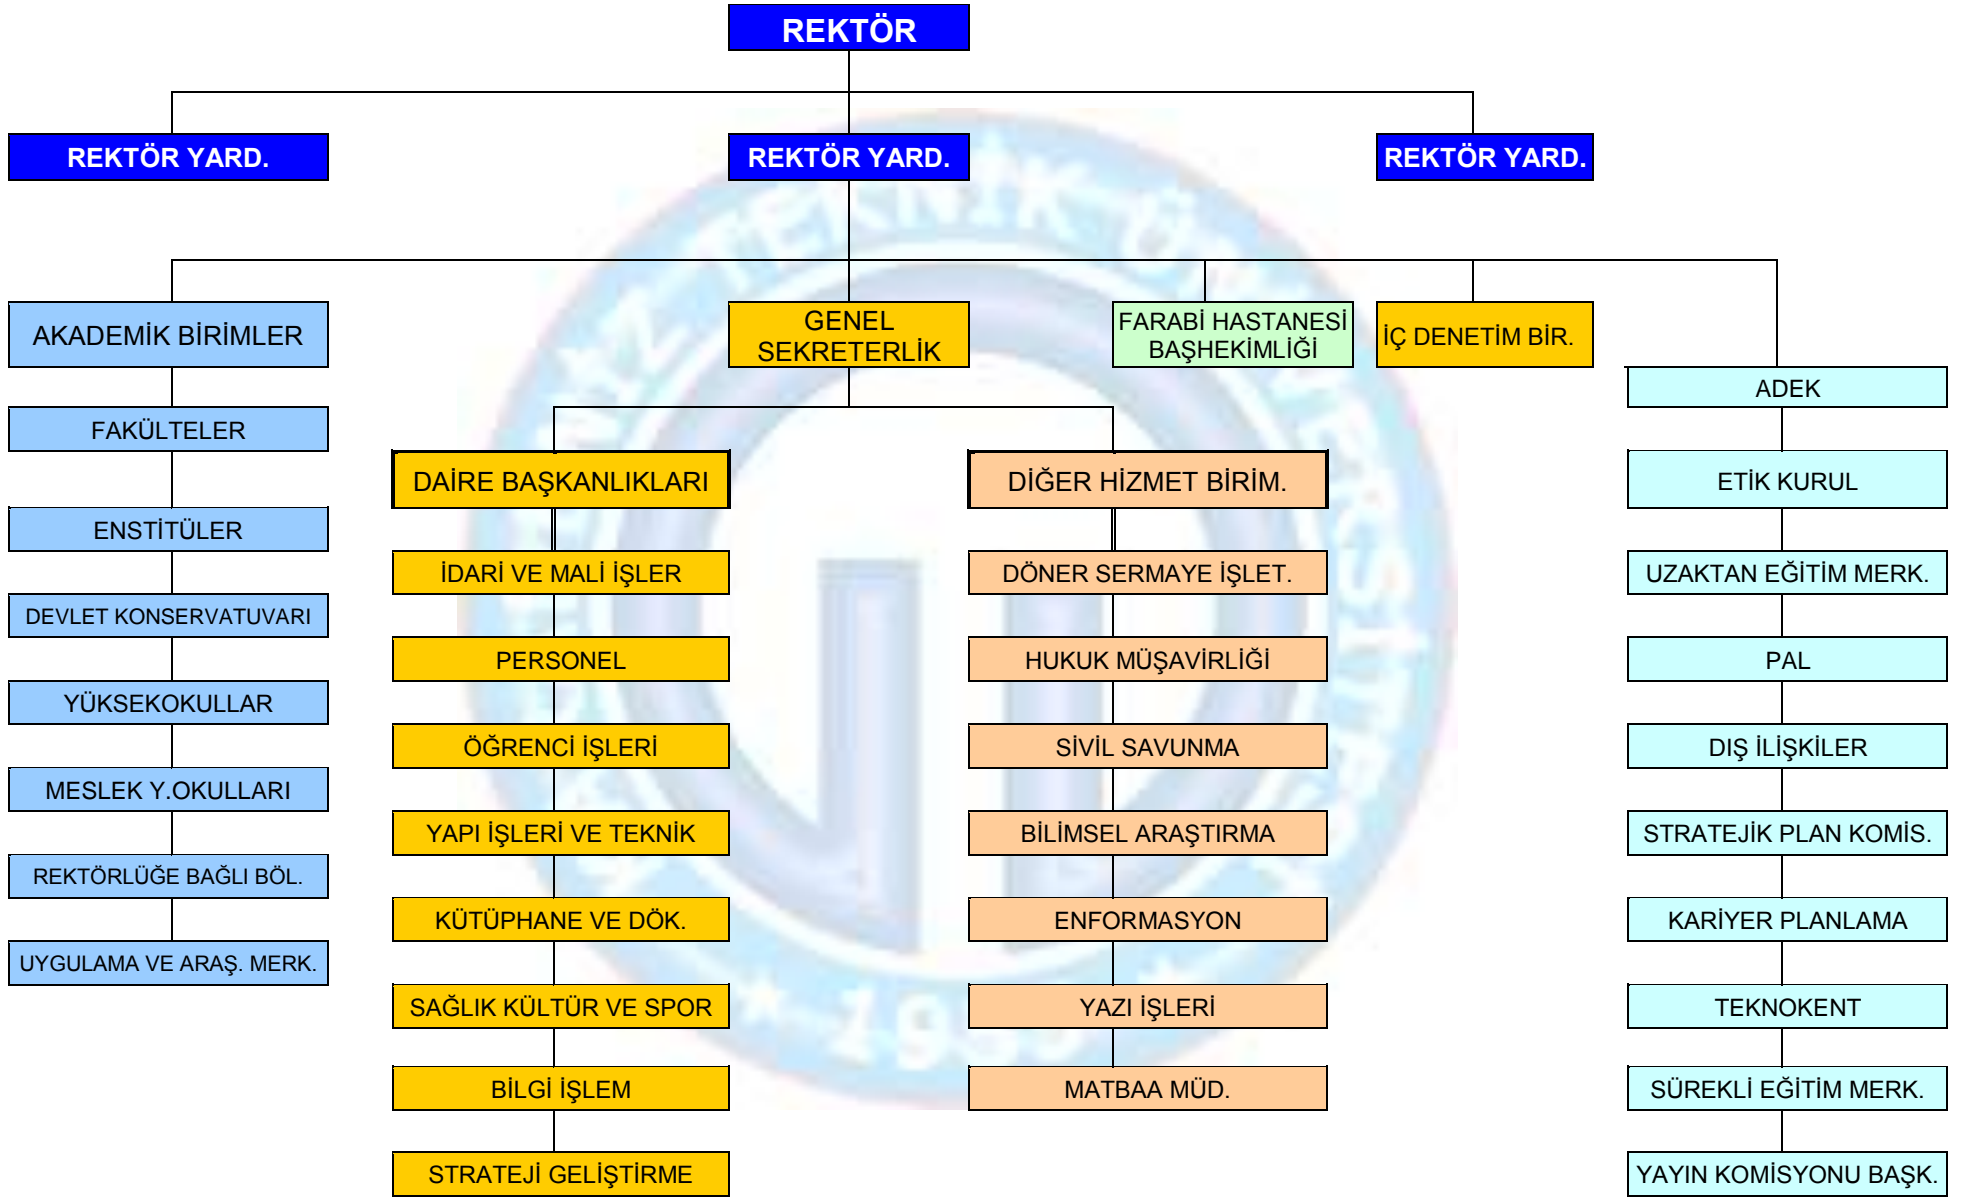 REKTÖR
REKTÖR YARD.
REKTÖR YARD.
REKTÖR YARD.
AKADEMİK BİRİMLER
FAKÜLTELER
ENSTİTÜLER
DEVLET KONSERVATUVARI
YÜKSEKOKULLAR
MESLEK Y.OKULLARI
REKTÖRLÜĞE BAĞLI BÖL.
UYGULAMA VE ARAŞ. MERK.
GENEL
SEKRETERLİK
DAİRE BAŞKANLIKLARI
İDARİ VE MALİ İŞLER
PERSONEL
ÖĞRENCİ İŞLERİ
YAPI İŞLERİ VE TEKNİK
KÜTÜPHANE VE DÖK.
SAĞLIK KÜLTÜR VE SPOR
BİLGİ İŞLEM
STRATEJİ GELİŞTİRME
DİĞER HİZMET BİRİM.
DÖNER SERMAYE İŞLET.
HUKUK MÜŞAVİRLİĞİ
SİVİL SAVUNMA
BİLİMSEL ARAŞTIRMA
ENFORMASYON
YAZI İŞLERİ
MATBAA MÜD.
FARABİ HASTANESİ
BAŞHEKİMLİĞİ
İÇ DENETİM BİR.
ADEK
ETİK KURUL
UZAKTAN EĞİTİM MERK.
PAL
DIŞ İLİŞKİLER
STRATEJİK PLAN KOMİS.
KARİYER PLANLAMA
TEKNOKENT
SÜREKLİ EĞİTİM MERK.
YAYIN KOMİSYONU BAŞK.
TEKNİK